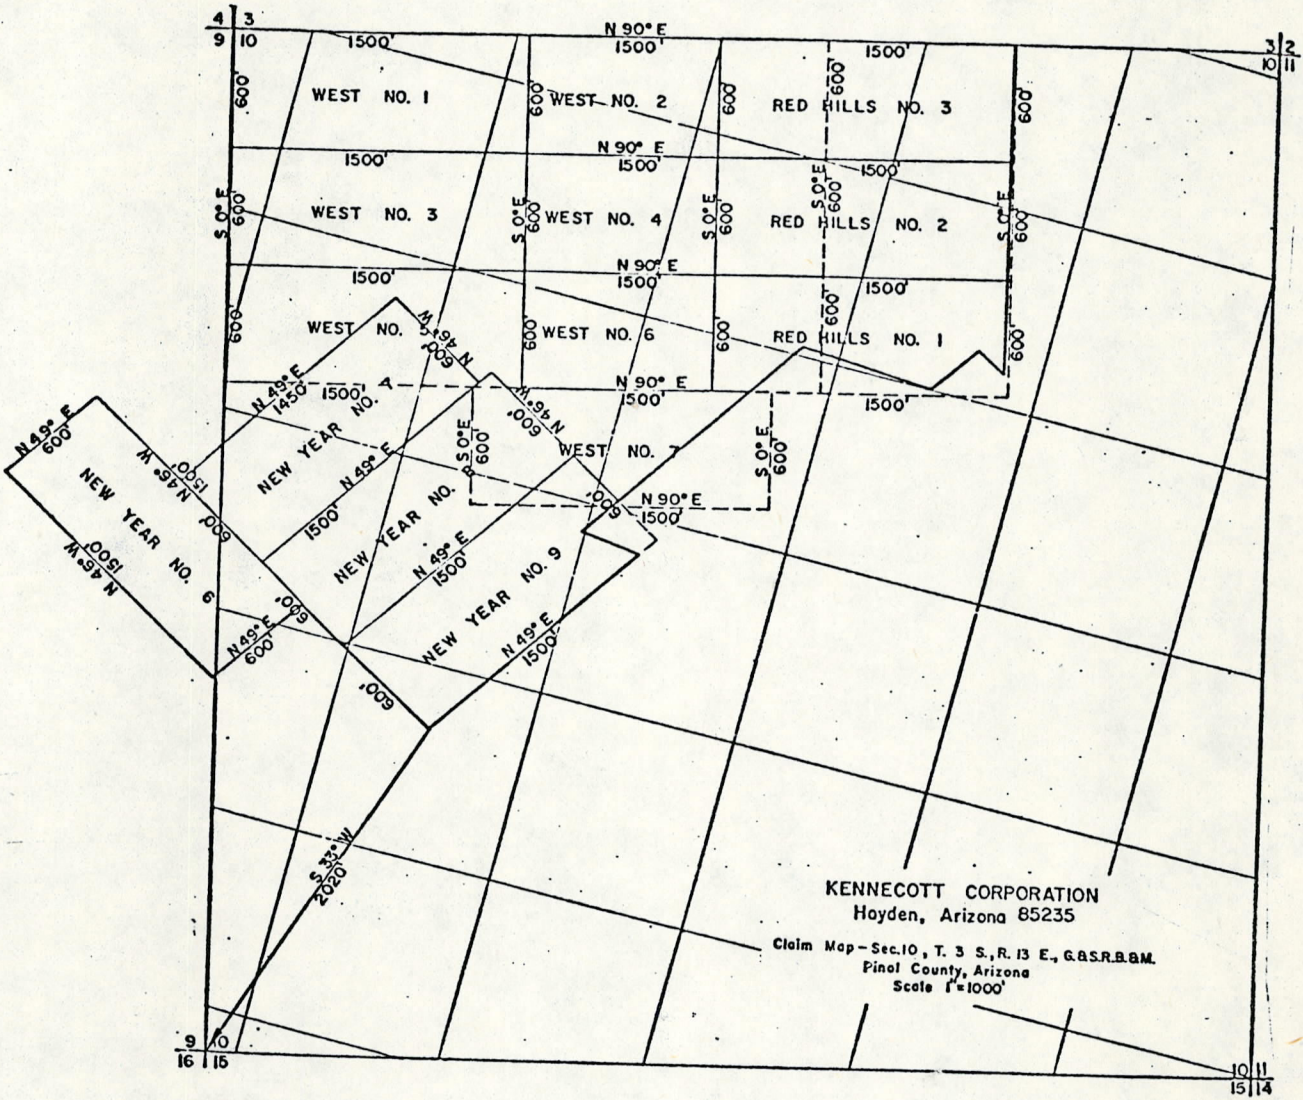 4 3
9 10
N 90° E
1500'
1500'
1500'
3 2
10 11
600'
WEST NO. 1
600'
WEST NO. 2
600'
RED HILLS NO. 3
600'
600'
N 90° E
1500'
1500'
1500'
S 0° E
600'
WEST NO. 3
S 0° E
600'
WEST NO. 4
S 0° E
600'
S 0° E
600'
RED HILLS NO. 2
S 0° E
600'
N 90° E
1500'
1500'
1500'
600'
WEST NO.
N 46° W
600'
600'
WEST NO. 6
600'
600'
RED HILLS NO. 1
600'
N 49° E
1450'
1500'
N 90° E
1500'
1500'
N 49° E
600'
NEW YEAR NO. 6
N 46° W
1500'
N 46° W
1500'
600'
N 49° E
600'
NEW YEAR NO. A
N 49° E
1500'
S 0° E
600'
N 46° W
600'
WEST NO. 7
S 0° E
600'
N 90° E
1500'
NEW YEAR NO. 8
N 49° E
1500'
600'
600'
NEW YEAR NO. 9
N 49° E
1500'
600'
S 33° W
2020'
KENNECOTT CORPORATION
Hayden, Arizona 85235
Claim Map - Sec. 10, T. 3 S., R. 13 E., G.&S.R.B.&M.
Pinal County, Arizona
Scale 1"=1000'
9 10
16 15
10 11
15 14